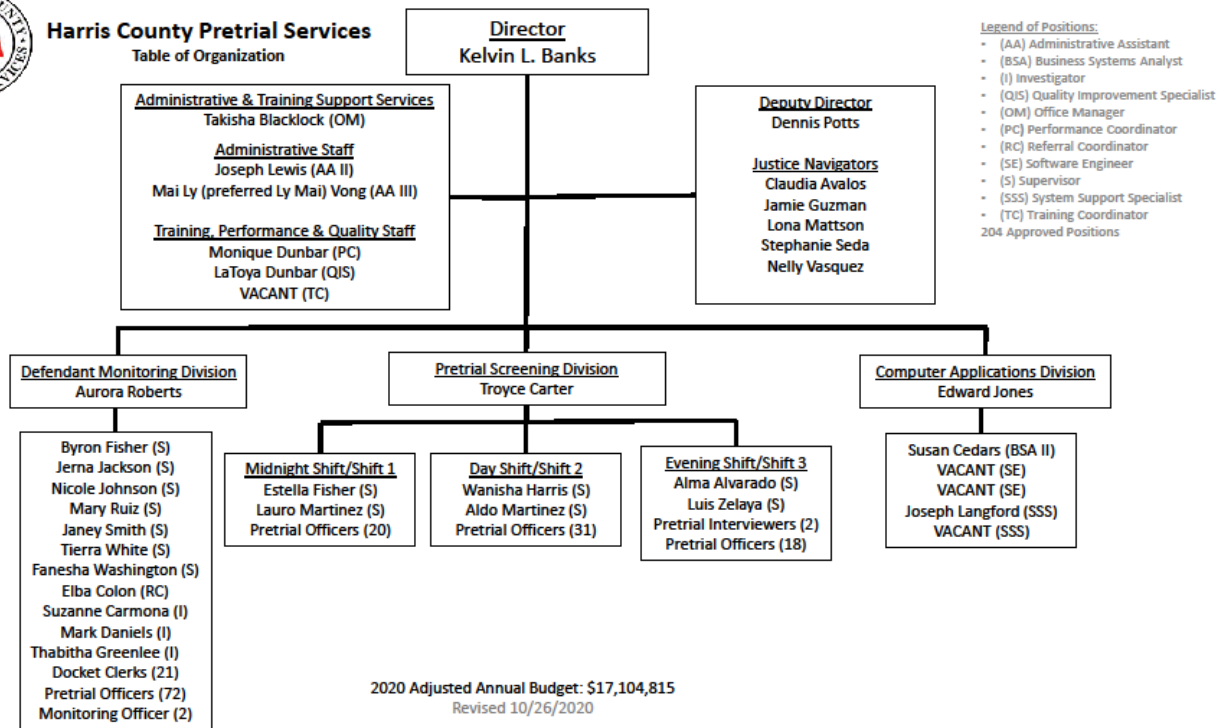 COUNTY
SERVICES
Harris County Pretrial Services
Table of Organization
Director
Kelvin L. Banks
Legend of Positions:
- (AA) Administrative Assistant
- (BSA) Business Systems Analyst
- (I) Investigator
- (QIS) Quality Improvement Specialist
- (OM) Office Manager
- (PC) Performance Coordinator
- (RC) Referral Coordinator
- (SE) Software Engineer
- (S) Supervisor
- (SSS) System Support Specialist
- (TC) Training Coordinator
204 Approved Positions
Administrative & Training Support Services
Takisha Blacklock (OM)
Administrative Staff
Joseph Lewis (AA II)
Mai Ly (preferred Ly Mai) Vong (AA III)
Training, Performance & Quality Staff
Monique Dunbar (PC)
LaToya Dunbar (QIS)
VACANT (TC)
Deputy Director
Dennis Potts
Justice Navigators
Claudia Avalos
Jamie Guzman
Lona Mattson
Stephanie Seda
Nelly Vasquez
Defendant Monitoring Division
Aurora Roberts
Pretrial Screening Division
Troyce Carter
Computer Applications Division
Edward Jones
Byron Fisher (S)
Jerna Jackson (S)
Nicole Johnson (S)
Mary Ruiz (S)
Janey Smith (S)
Tierra White (S)
Fanesha Washington (S)
Elba Colon (RC)
Suzanne Carmona (I)
Mark Daniels (I)
Thabitha Greenlee (I)
Docket Clerks (21)
Pretrial Officers (72)
Monitoring Officer (2)
Midnight Shift/Shift 1
Estella Fisher (S)
Lauro Martinez (S)
Pretrial Officers (20)
Day Shift/Shift 2
Wanisha Harris (S)
Aldo Martinez (S)
Pretrial Officers (31)
Evening Shift/Shift 3
Alma Alvarado (S)
Luis Zelaya (S)
Pretrial Interviewers (2)
Pretrial Officers (18)
Susan Cedars (BSA II)
VACANT (SE)
VACANT (SE)
Joseph Langford (SSS)
VACANT (SSS)
2020 Adjusted Annual Budget: $17,104,815
Revised 10/26/2020